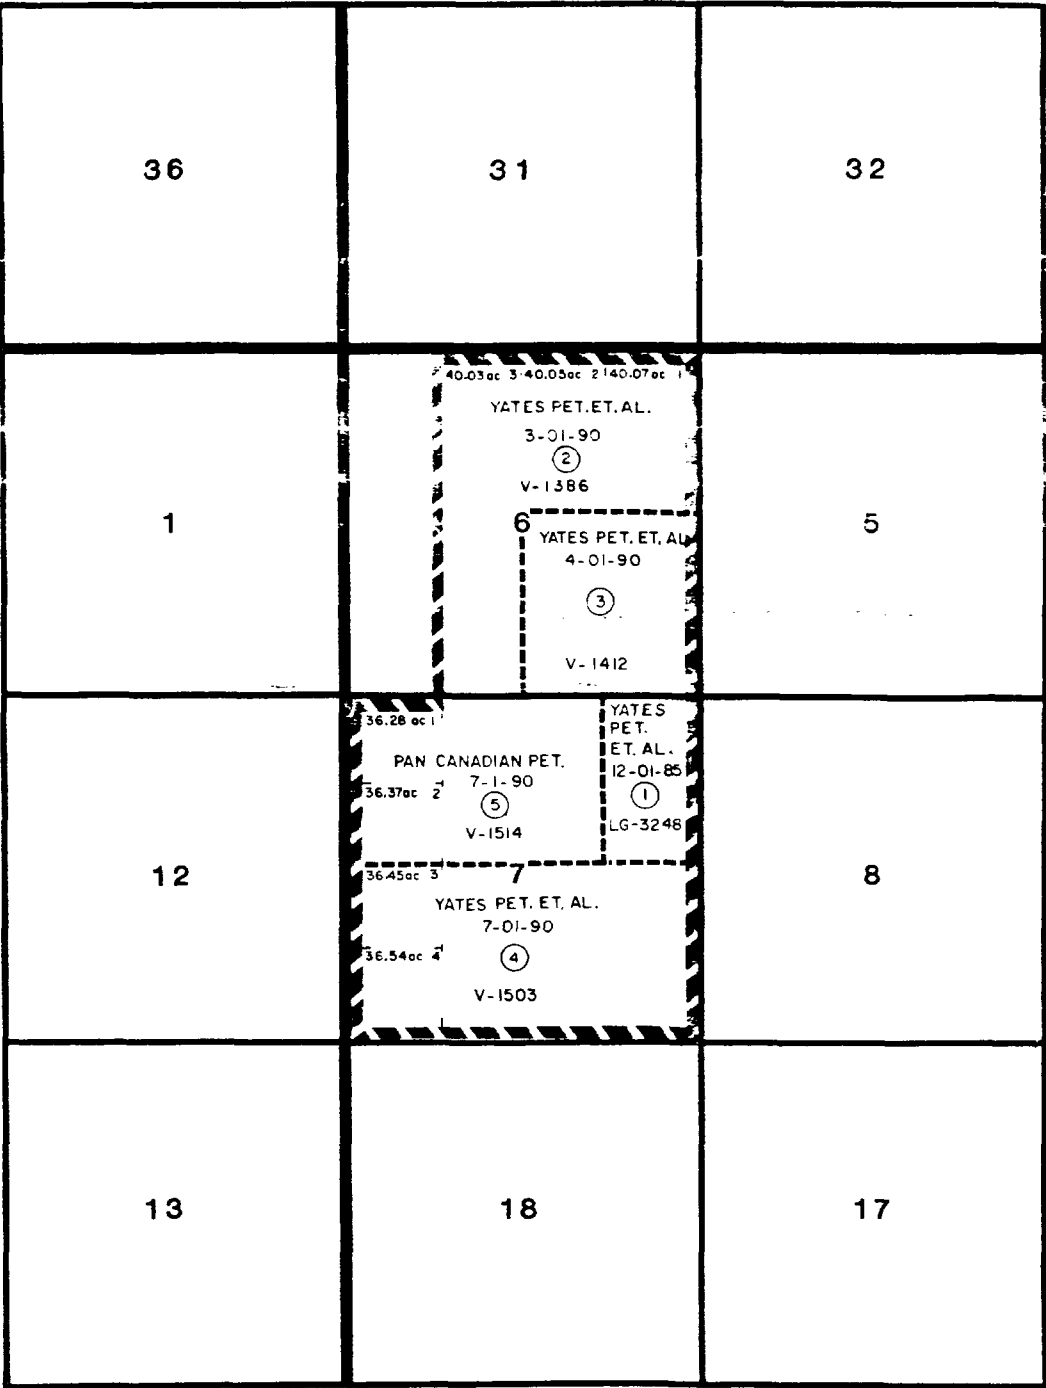 36
31
32
40.03ac 3 40.05ac 2 40.07ac 1
YATES PET. ET. AL.
3-01-90
2
V-1386
1
6
5
YATES PET. ET. AL
4-01-90
3
V-1412
36.28 ac 1
PAN CANADIAN PET.
7-1-90
36.37ac 2
5
V-1514
YATES
PET.
ET. AL.
12-01-85
1
LG-3248
12
36.45ac 3
7
8
YATES PET. ET. AL.
7-01-90
36.54ac 4
4
V-1503
13
18
17